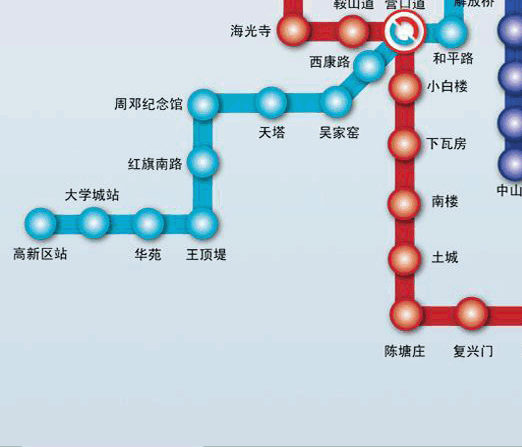 鞍山道 营口道 解放桥
海光寺
西康路 和平路
小白楼
周邓纪念馆
天塔 吴家窑
下瓦房
红旗南路
中山
大学城站
南楼
高新区站 华苑 王顶堤
土城
陈塘庄 复兴门